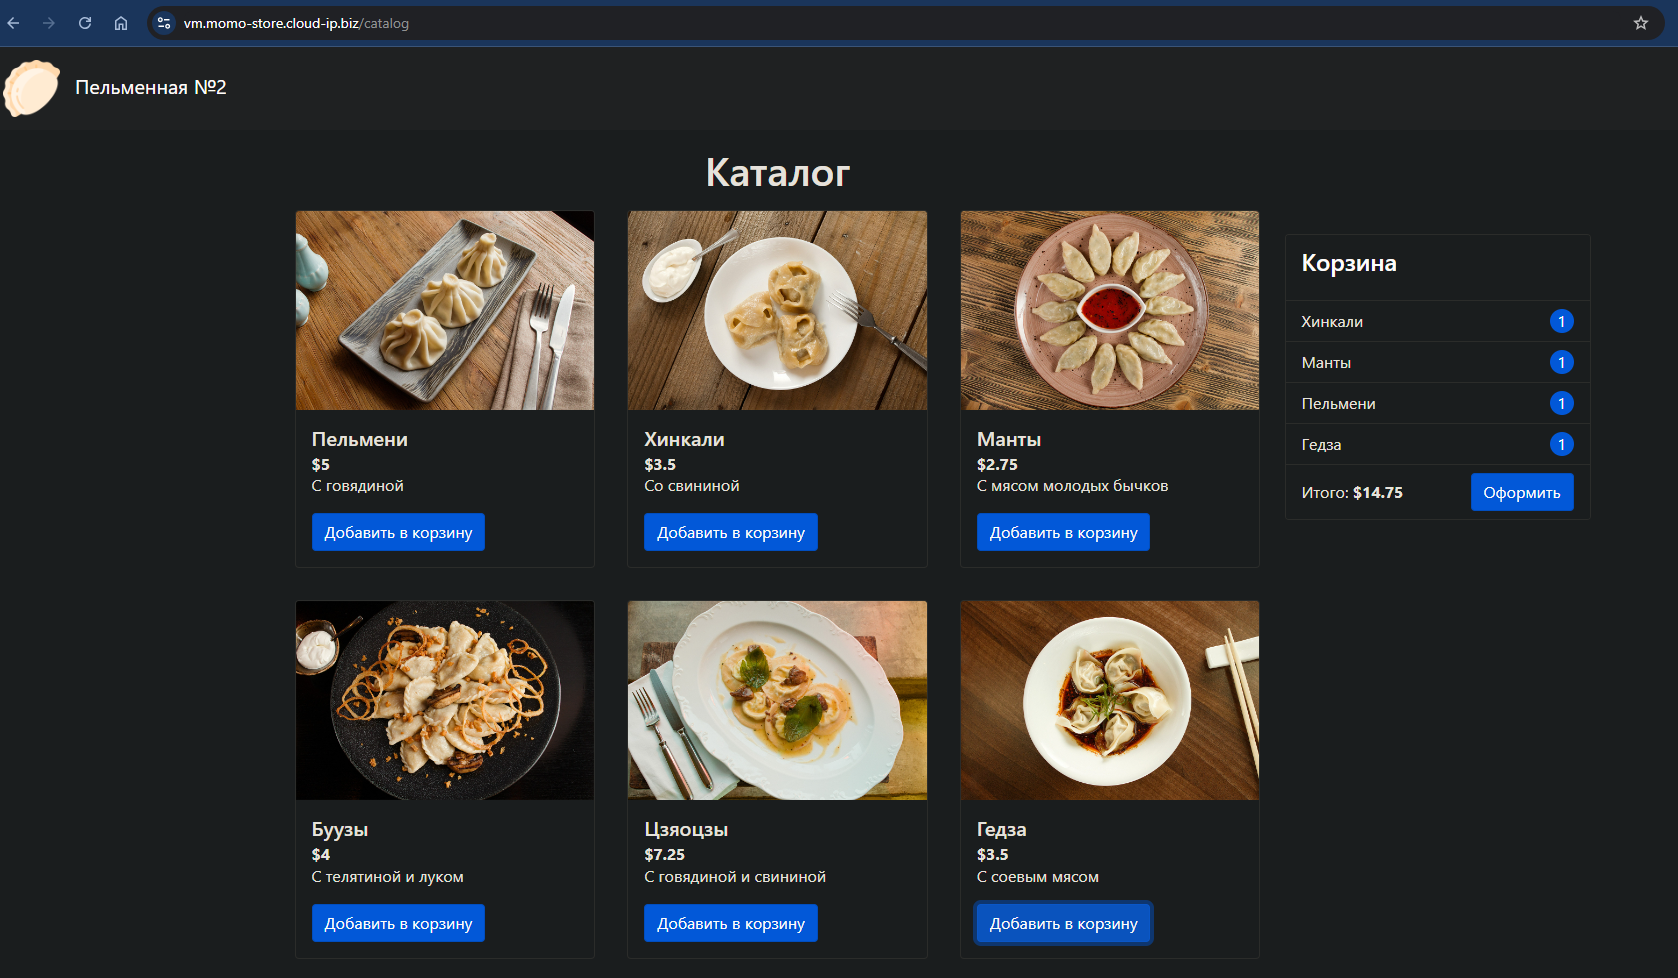 vm.momo-store.cloud-ip.biz/catalog
Пельменная №2
Каталог
Пельмени
$5
С говядиной
Добавить в корзину
Хинкали
$3.5
Со свининой
Добавить в корзину
Манты
$2.75
С мясом молодых бычков
Добавить в корзину
Буузы
$4
С телятиной и луком
Добавить в корзину
Цзяоцзы
$7.25
С говядиной и свининой
Добавить в корзину
Гедза
$3.5
С соевым мясом
Добавить в корзину
Корзина
Хинкали 1
Манты 1
Пельмени 1
Гедза 1
Итого: $14.75 Оформить